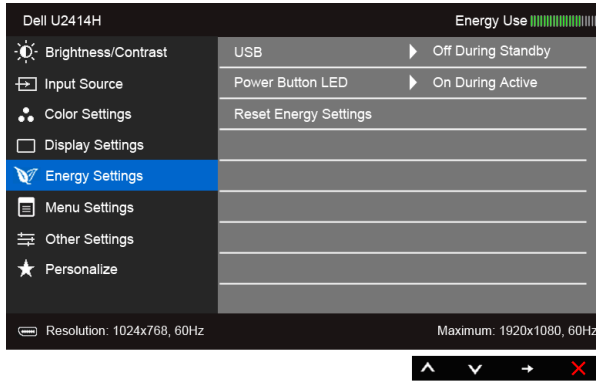 Dell U2414H Energy Use
Brightness/Contrast USB Off During Standby
Input Source Power Button LED On During Active
Color Settings Reset Energy Settings
Display Settings
Energy Settings
Menu Settings
Other Settings
Personalize
Resolution: 1024x768, 60Hz Maximum: 1920x1080, 60Hz